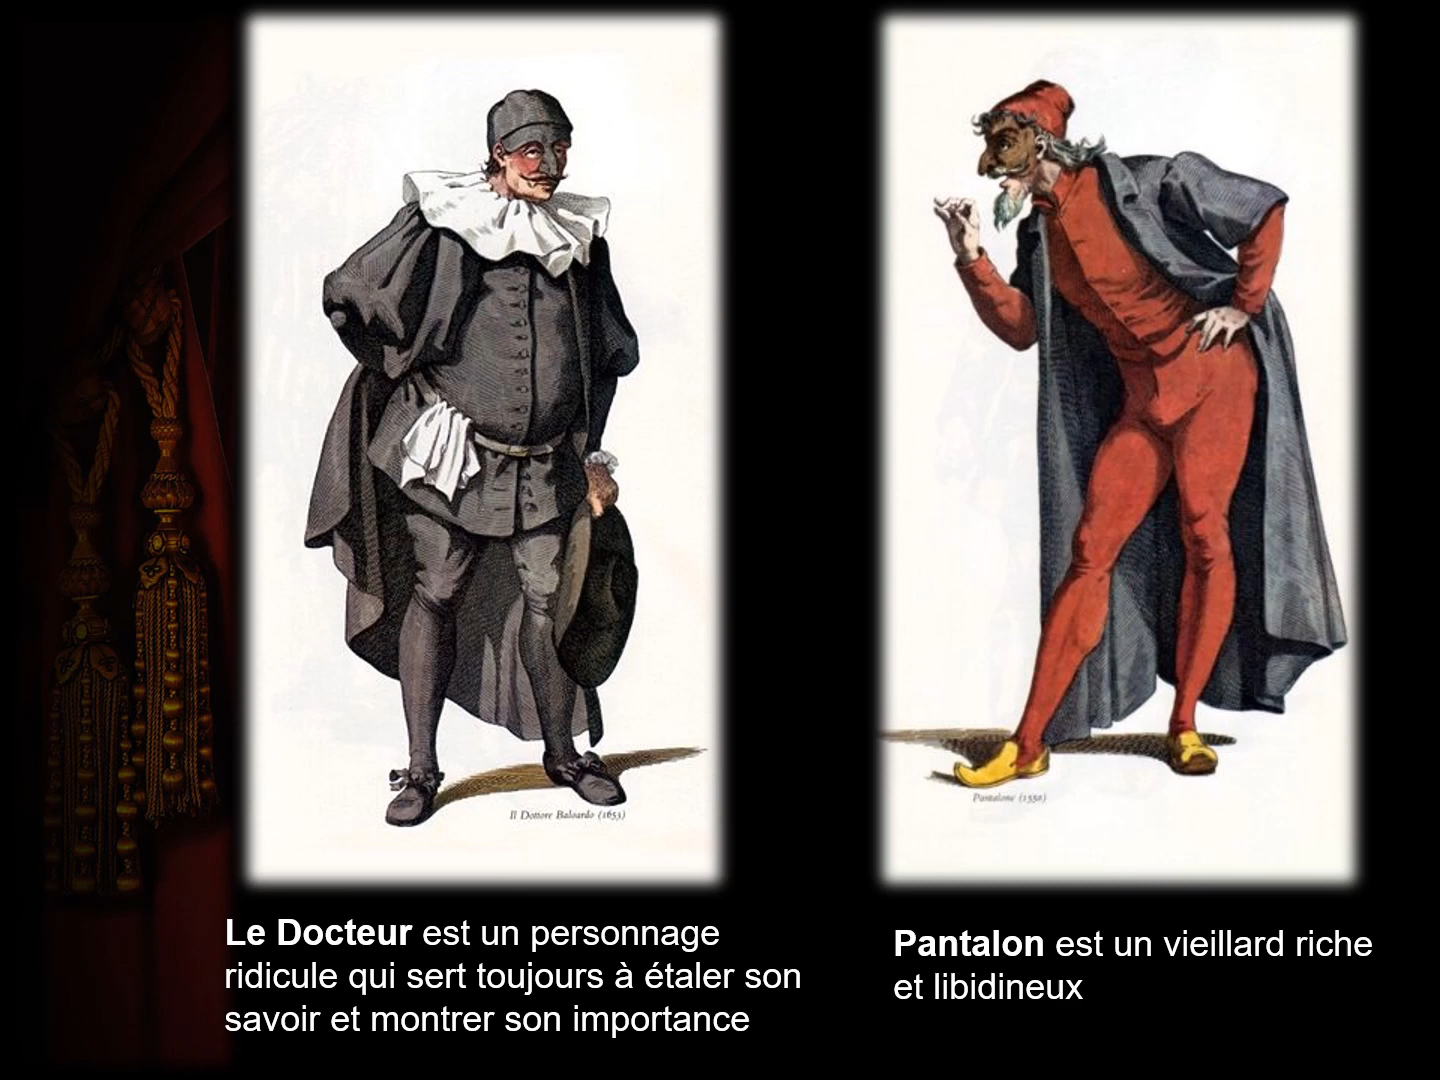 Il Dottore Baloardo (1653)
Pantalone (1550)
Le Docteur est un personnage
ridicule qui sert toujours à étaler son
savoir et montrer son importance
Pantalon est un vieillard riche
et libidineux